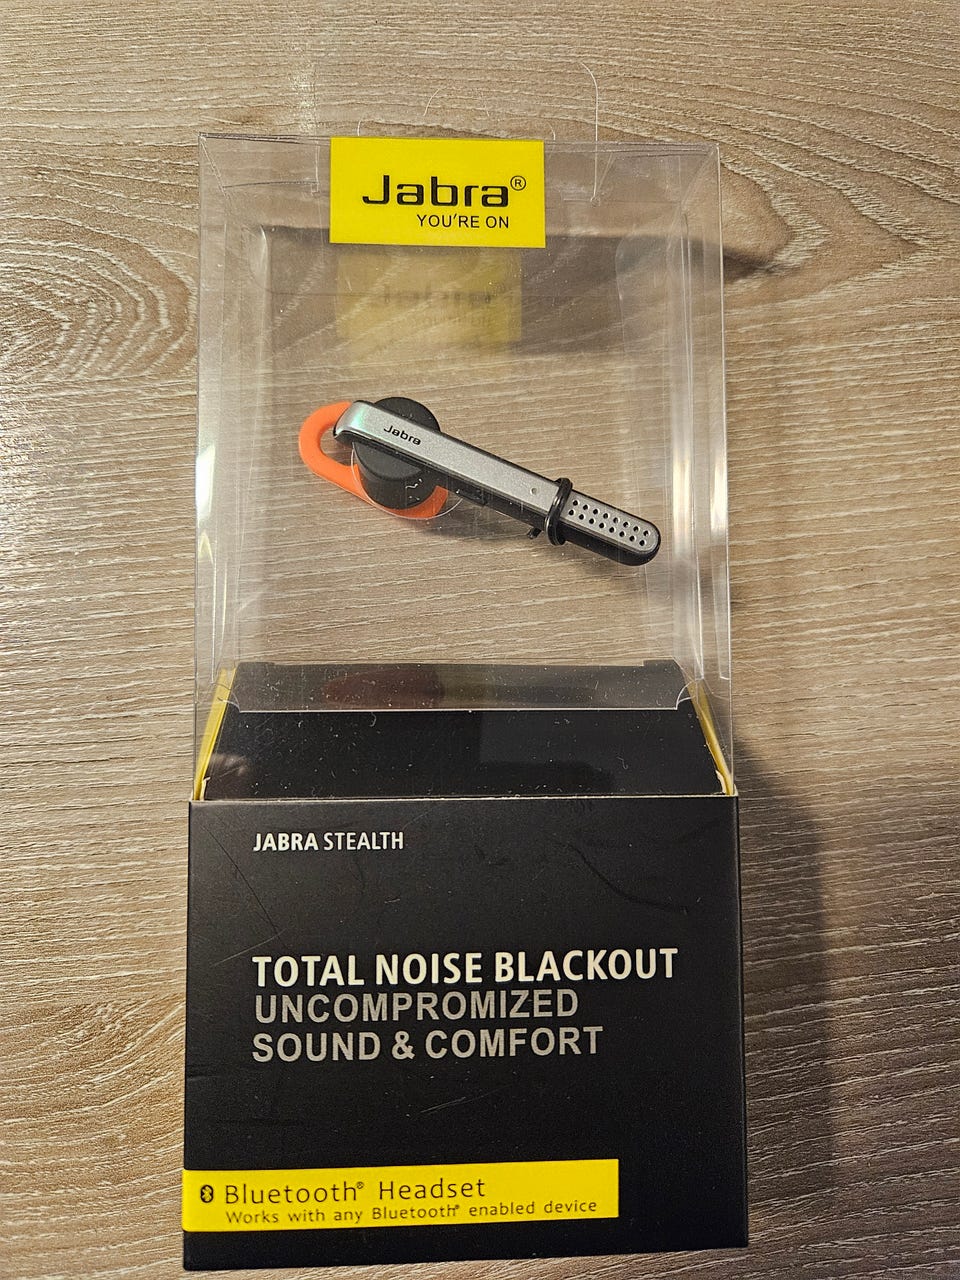 Jabra®
YOU'RE ON
Jabra
JABRA STEALTH
TOTAL NOISE BLACKOUT
UNCOMPROMIZED
SOUND & COMFORT
Bluetooth® Headset
Works with any Bluetooth® enabled device